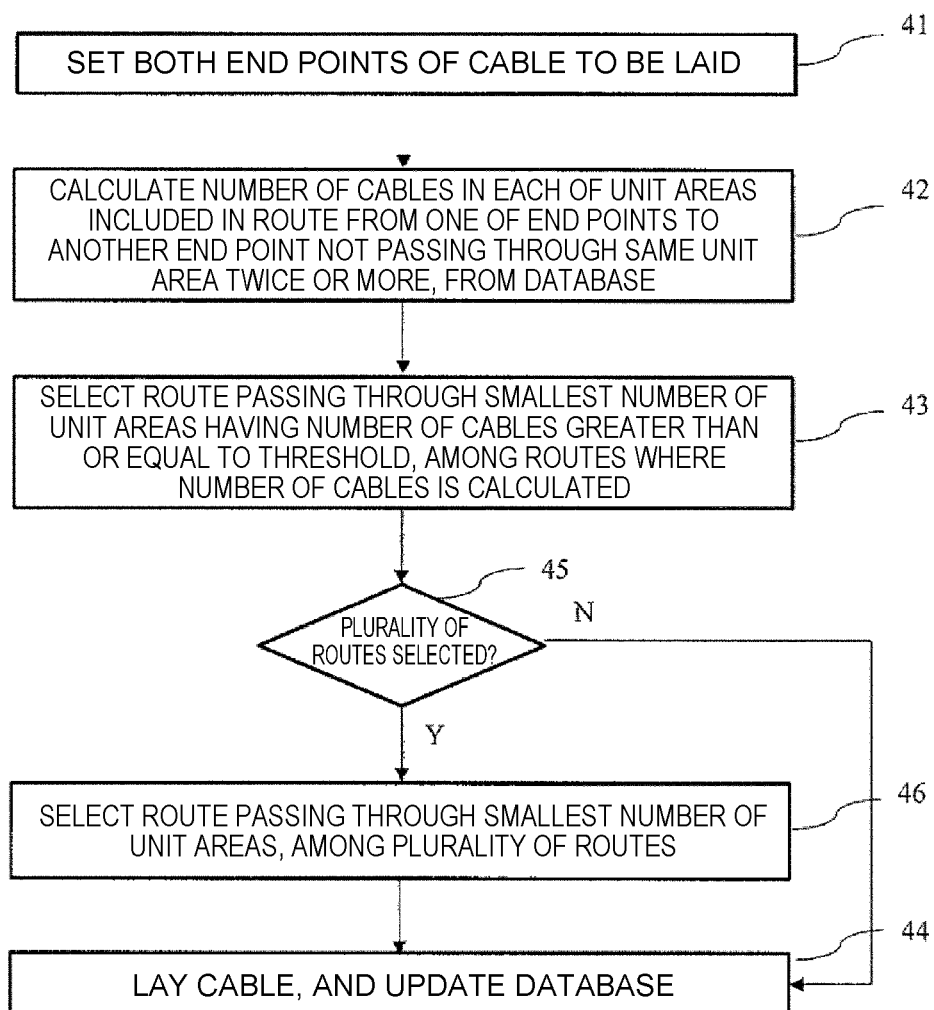 41
SET BOTH END POINTS OF CABLE TO BE LAID
42
CALCULATE NUMBER OF CABLES IN EACH OF UNIT AREAS
INCLUDED IN ROUTE FROM ONE OF END POINTS TO
ANOTHER END POINT NOT PASSING THROUGH SAME UNIT
AREA TWICE OR MORE, FROM DATABASE
43
SELECT ROUTE PASSING THROUGH SMALLEST NUMBER OF
UNIT AREAS HAVING NUMBER OF CABLES GREATER THAN
OR EQUAL TO THRESHOLD, AMONG ROUTES WHERE
NUMBER OF CABLES IS CALCULATED
45
N
PLURALITY OF
ROUTES SELECTED?
Y
46
SELECT ROUTE PASSING THROUGH SMALLEST NUMBER OF
UNIT AREAS, AMONG PLURALITY OF ROUTES
44
LAY CABLE, AND UPDATE DATABASE